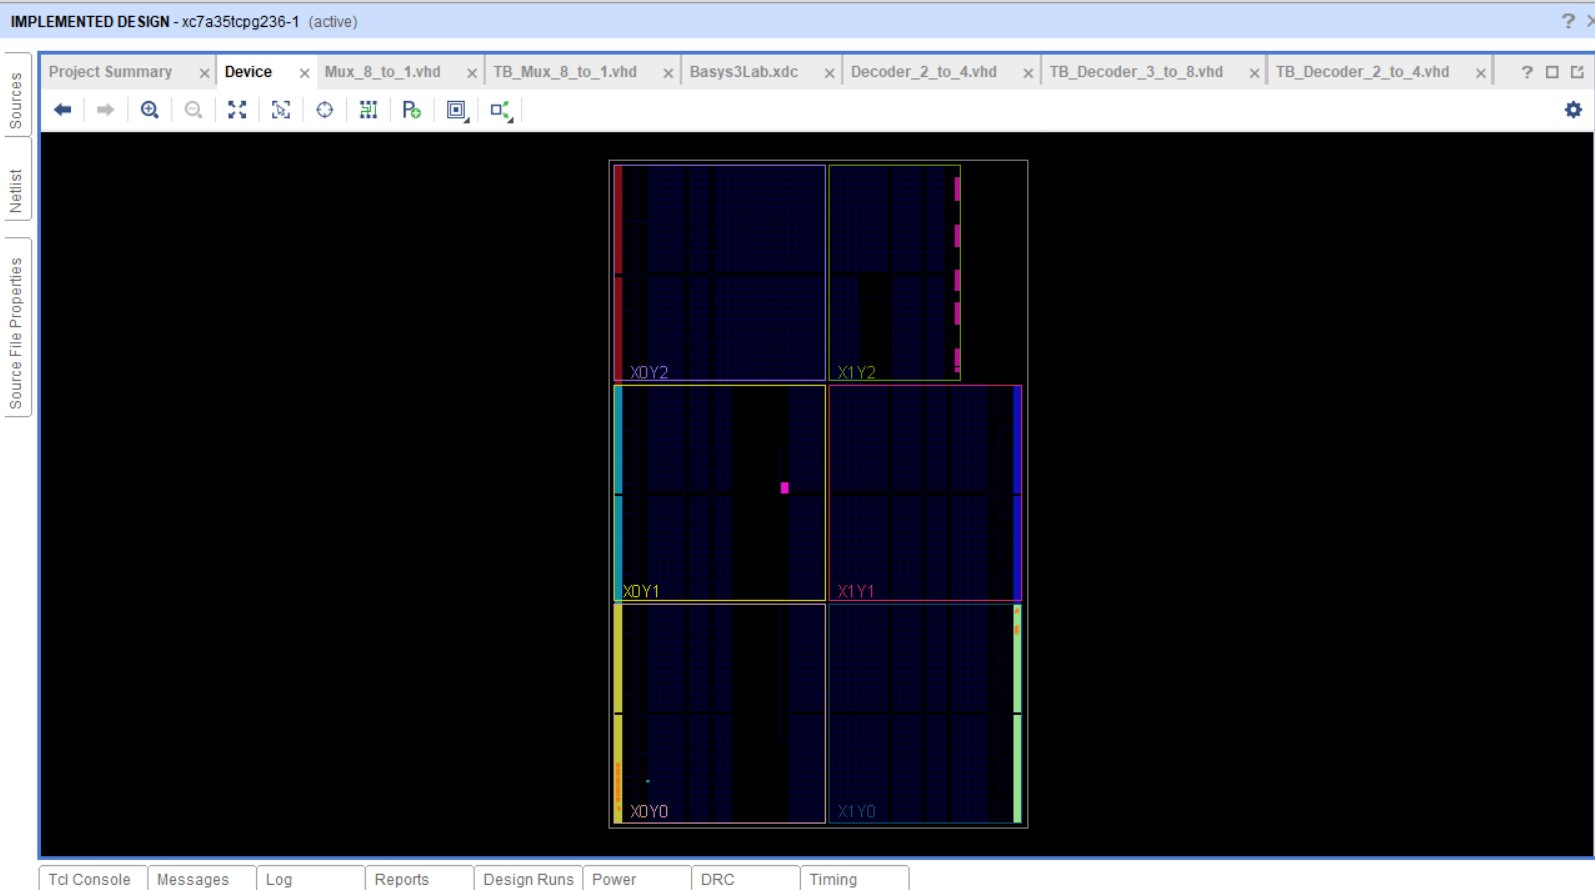 IMPLEMENTED DESIGN - xc7a35tcpg236-1 (active)
Sources
Netlist
Source File Properties
Project Summary
Device
Mux_8_to_1.vhd
TB_Mux_8_to_1.vhd
Basys3Lab.xdc
Decoder_2_to_4.vhd
TB_Decoder_3_to_8.vhd
TB_Decoder_2_to_4.vhd
X0Y2
X1Y2
X0Y1
X1Y1
X0Y0
X1Y0
Tcl Console
Messages
Log
Reports
Design Runs
Power
DRC
Timing